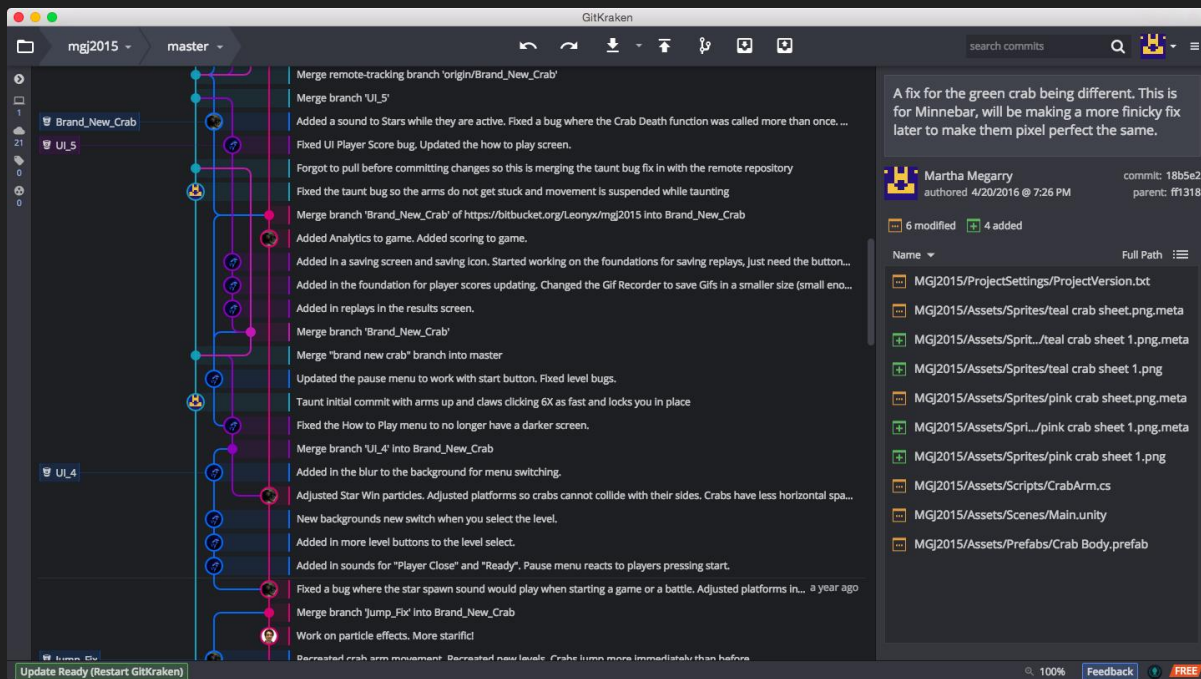 GitKraken
mgj2015
master
search commits
Merge remote-tracking branch 'origin/Brand_New_Crab'
Merge branch 'UI_5'
1
Brand_New_Crab
Added a sound to Stars while they are active. Fixed a bug where the Crab Death function was called more than once. ...
21
UI_5
Fixed UI Player Score bug. Updated the how to play screen.
0
Forgot to pull before committing changes so this is merging the taunt bug fix in with the remote repository
0
Fixed the taunt bug so the arms do not get stuck and movement is suspended while taunting
Merge branch 'Brand_New_Crab' of https://bitbucket.org/Leonyx/mgj2015 into Brand_New_Crab
Added Analytics to game. Added scoring to game.
Added in a saving screen and saving icon. Started working on the foundations for saving replays, just need the button...
Added in the foundation for player scores updating. Changed the Gif Recorder to save Gifs in a smaller size (small eno...
Added in replays in the results screen.
Merge branch 'Brand_New_Crab'
Merge "brand new crab" branch into master
Updated the pause menu to work with start button. Fixed level bugs.
Taunt initial commit with arms up and claws clicking 6X as fast and locks you in place
Fixed the How to Play menu to no longer have a darker screen.
Merge branch 'UI_4' into Brand_New_Crab
UI_4
Added in the blur to the background for menu switching.
Adjusted Star Win particles. Adjusted platforms so crabs cannot collide with their sides. Crabs have less horizontal spa...
New backgrounds new switch when you select the level.
Added in more level buttons to the level select.
Added in sounds for "Player Close" and "Ready". Pause menu reacts to players pressing start.
Fixed a bug where the star spawn sound would play when starting a game or a battle. Adjusted platforms in... a year ago
Merge branch 'Jump_Fix' into Brand_New_Crab
Work on particle effects. More starific!
Jump_Fix
Recreated crab arm movement. Recreated new levels. Crabs jump more immediately than before
A fix for the green crab being different. This is
for Minnebar, will be making a more finicky fix
later to make them pixel perfect the same.
Martha Megarry
commit: 18b5e2
authored 4/20/2016 @ 7:26 PM
parent: ff1318
6 modified
4 added
Name
Full Path
MGJ2015/ProjectSettings/ProjectVersion.txt
MGJ2015/Assets/Sprites/teal crab sheet.png.meta
MGJ2015/Assets/Sprit../teal crab sheet 1.png.meta
MGJ2015/Assets/Sprites/teal crab sheet 1.png
MGJ2015/Assets/Sprites/pink crab sheet.png.meta
MGJ2015/Assets/Spri.../pink crab sheet 1.png.meta
MGJ2015/Assets/Sprites/pink crab sheet 1.png
MGJ2015/Assets/Scripts/CrabArm.cs
MGJ2015/Assets/Scenes/Main.unity
MGJ2015/Assets/Prefabs/Crab Body.prefab
Update Ready (Restart GitKraken)
100%
Feedback
FREE